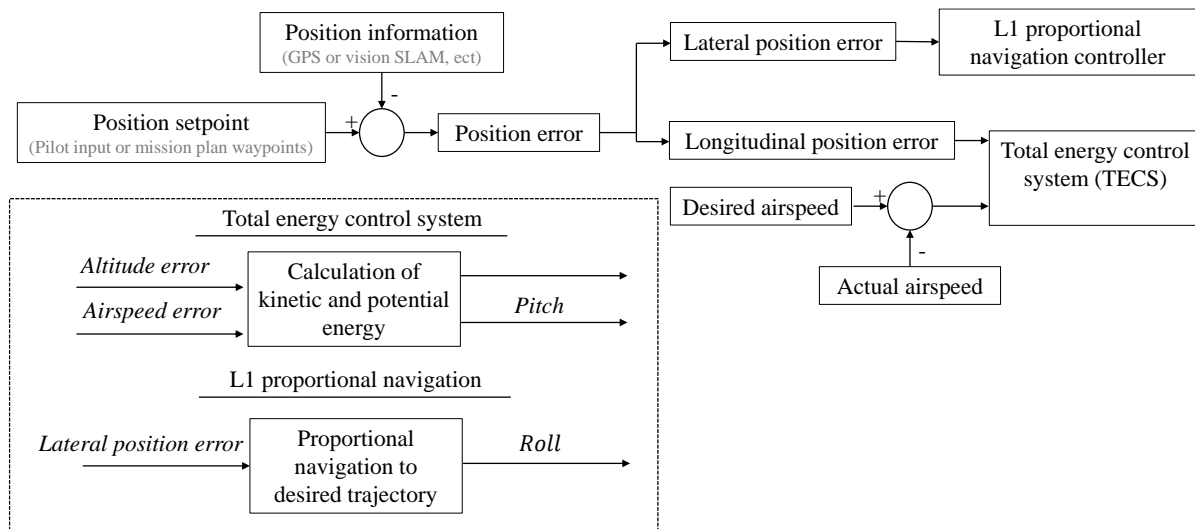 Position information
(GPS or vision SLAM, ect)
-
Position setpoint
(Pilot input or mission plan waypoints)
+
Position error
Lateral position error
L1 proportional
navigation controller
Longitudinal position error
Total energy control
system (TECS)
Desired airspeed
+
-
Actual airspeed
Total energy control system
Altitude error
Airspeed error
Calculation of
kinetic and potential
energy
Pitch
L1 proportional navigation
Lateral position error
Proportional
navigation to
desired trajectory
Roll